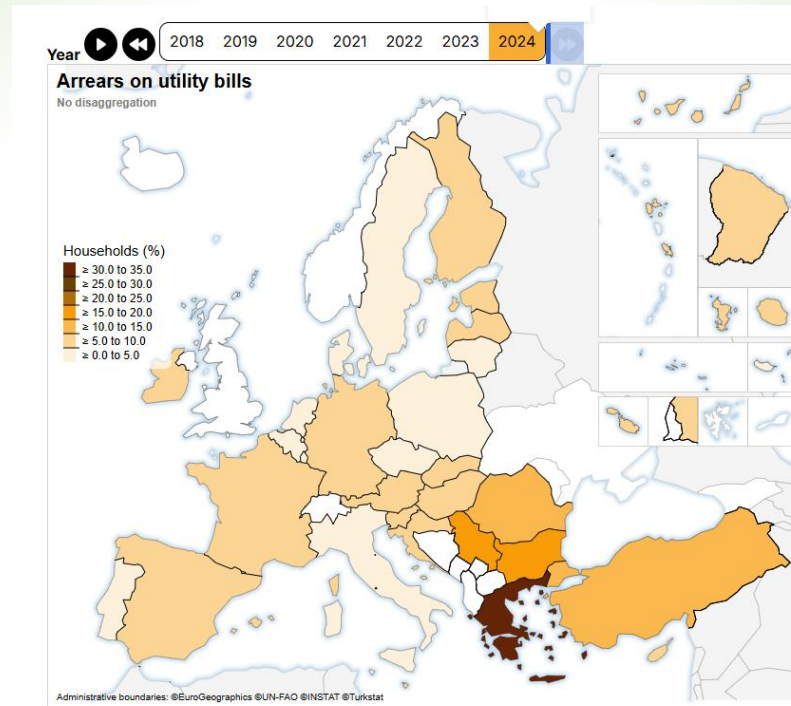 Year 2018 2019 2020 2021 2022 2023 2024
Arrears on utility bills
No disaggregation
Households (%)
≥ 30.0 to 35.0
≥ 25.0 to 30.0
≥ 20.0 to 25.0
≥ 15.0 to 20.0
≥ 10.0 to 15.0
≥ 5.0 to 10.0
≥ 0.0 to 5.0
Administrative boundaries: ©EuroGeographics ©UN-FAO ©INSTAT ©Turkstat